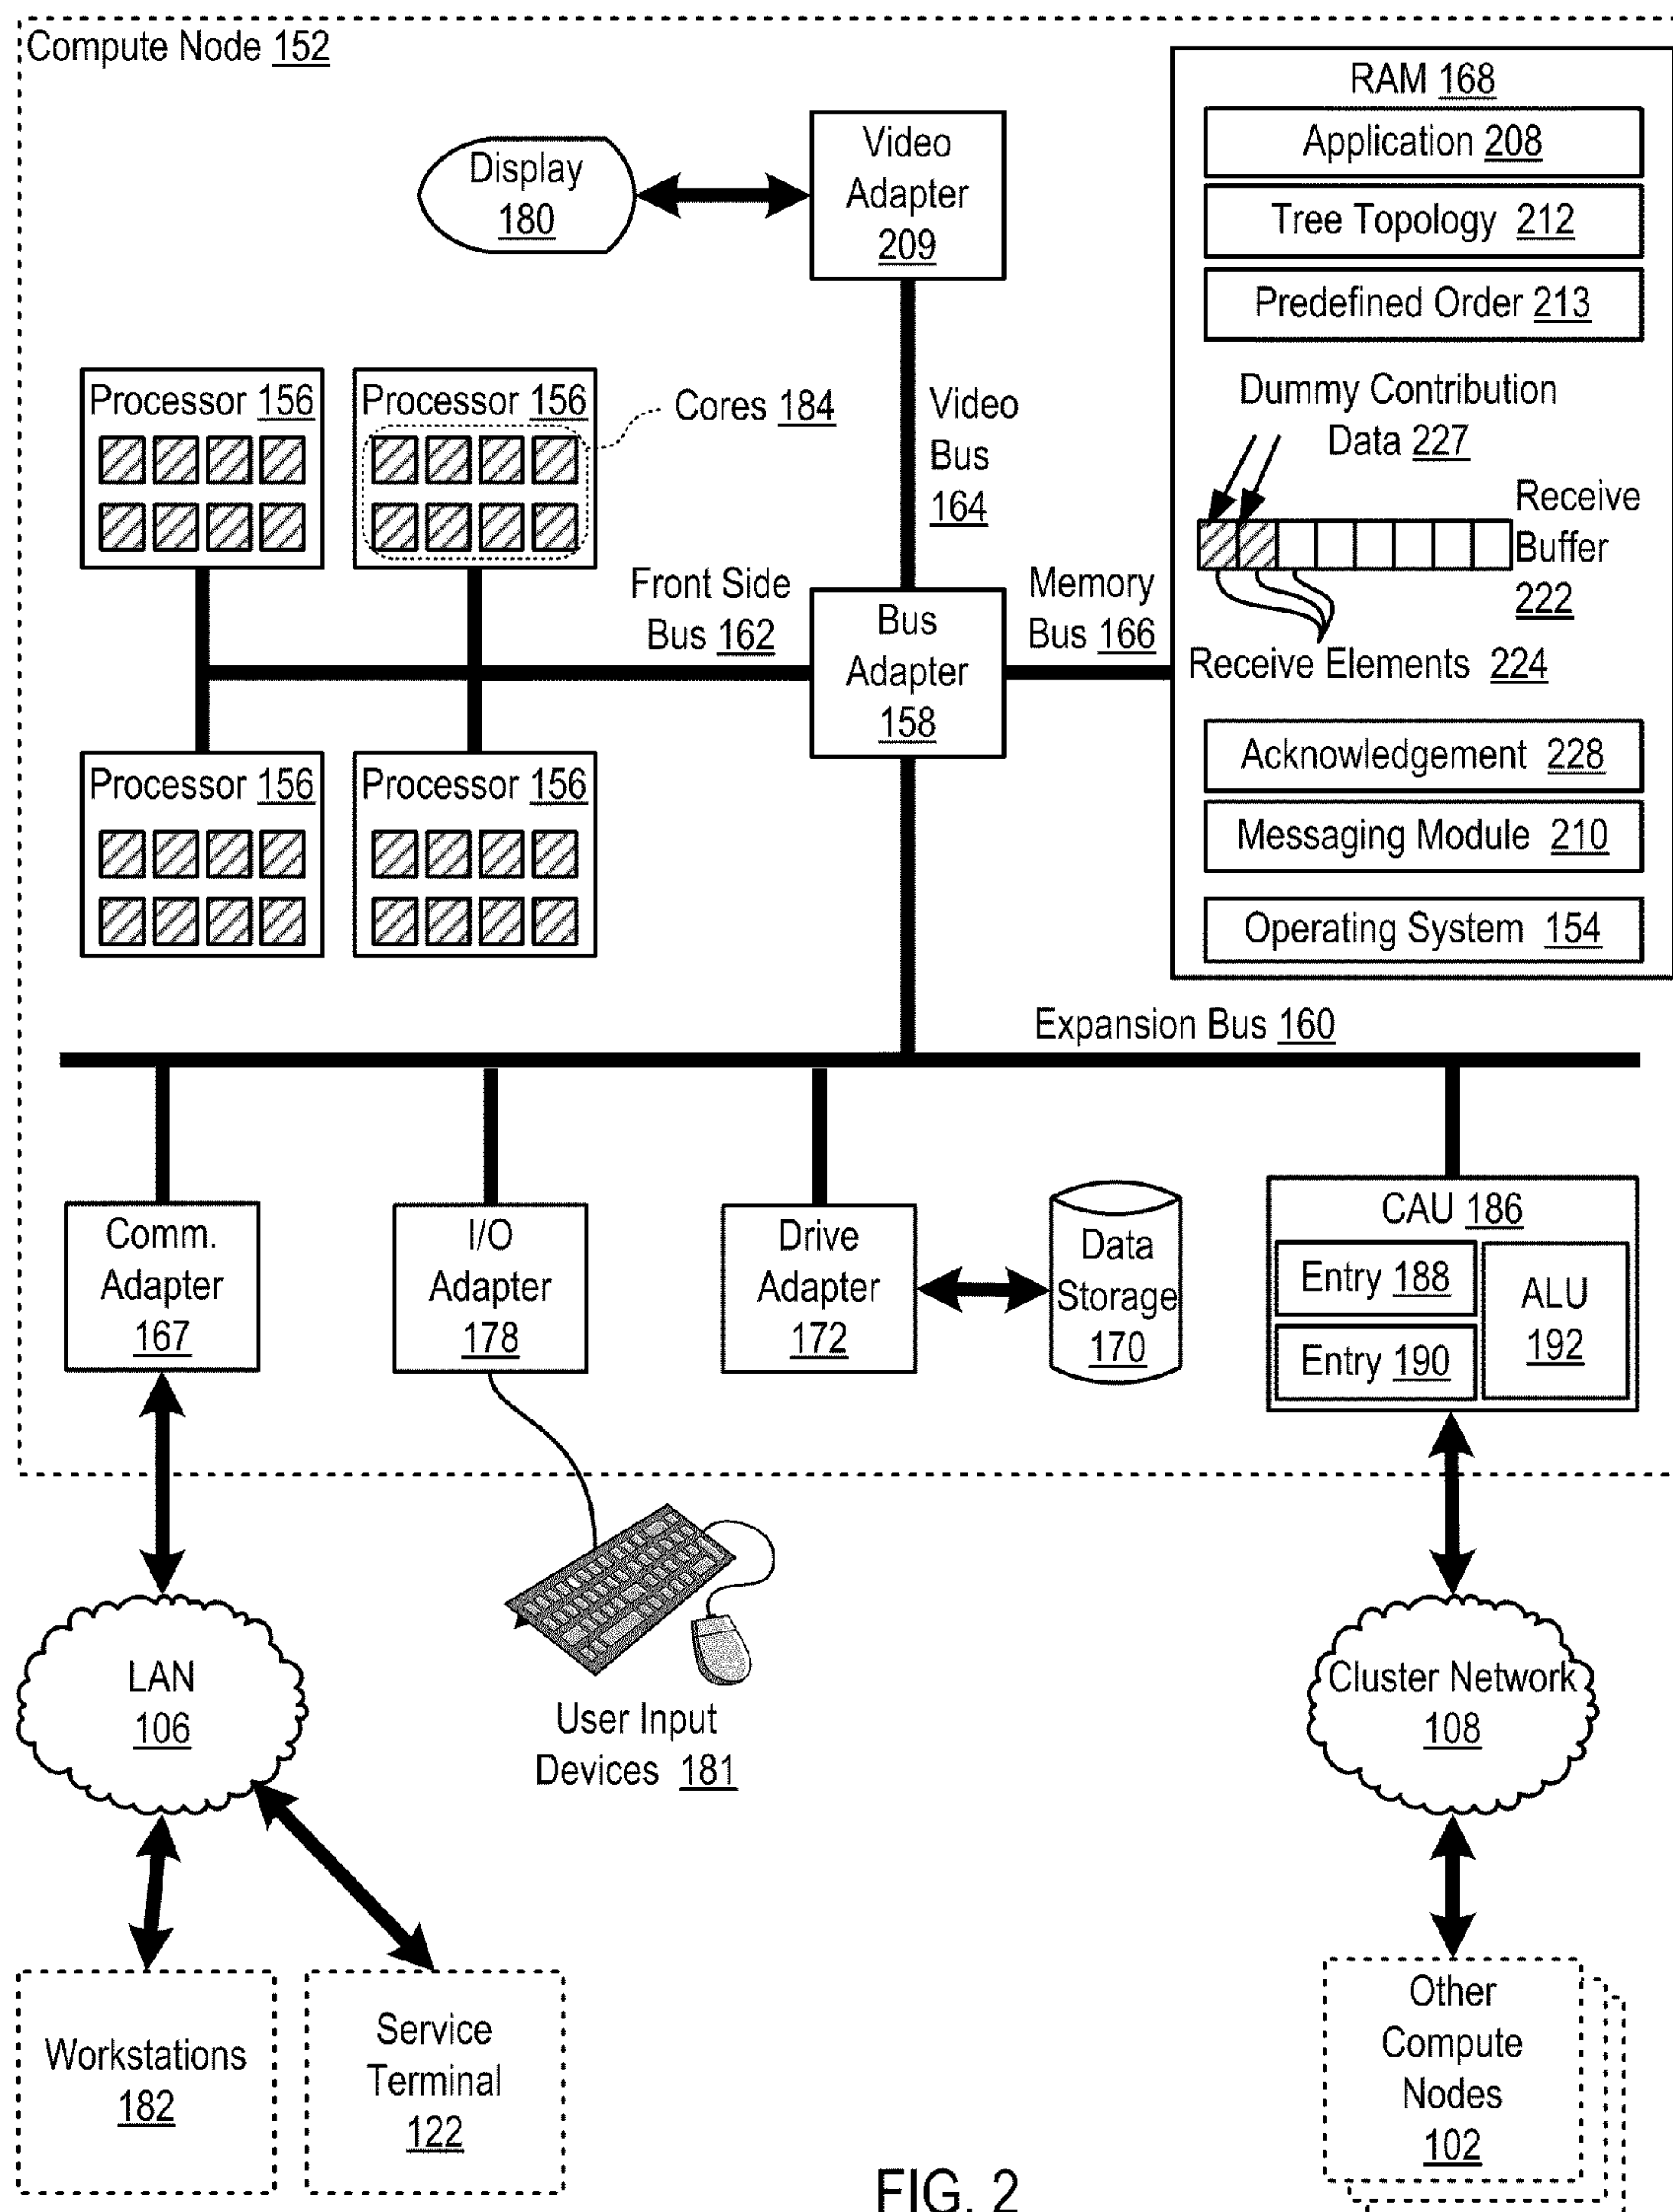 Compute Node 152
RAM 168
Application 208
Tree Topology 212
Predefined Order 213
Dummy Contribution
Data 227
Receive
Buffer
222
Receive Elements 224
Acknowledgement 228
Messaging Module 210
Operating System 154
Video
Adapter
209
Display
180
Processor 156
Processor 156
Cores 184
Video
Bus
164
Front Side
Bus 162
Bus
Adapter
158
Memory
Bus 166
Processor 156
Processor 156
Expansion Bus 160
Comm.
Adapter
167
I/O
Adapter
178
Drive
Adapter
172
Data
Storage
170
CAU 186
Entry 188
Entry 190
ALU
192
LAN
106
User Input
Devices 181
Cluster Network
108
Workstations
182
Service
Terminal
122
Other
Compute
Nodes
102
FIG. 2